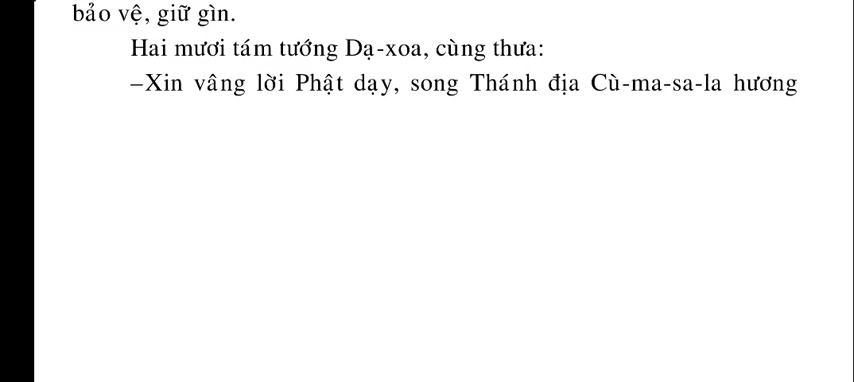 bảo vệ, giữ gìn.
Hai mươi tám tướng Dạ-xoa, cùng thưa:
–Xin vâng lời Phật dạy, song Thánh địa Cù-ma-sa-la hương